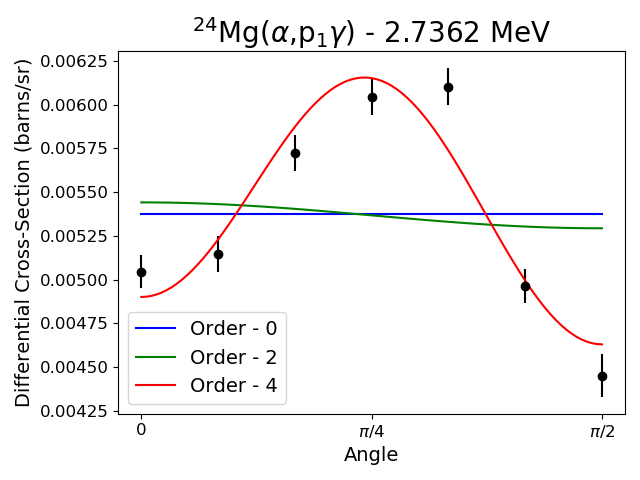 ²⁴Mg(α,p₁γ) - 2.7362 MeV
Differential Cross-Section (barns/sr)
0.00625
0.00600
0.00575
0.00550
0.00525
0.00500
0.00475
0.00450
0.00425
Order - 0
Order - 2
Order - 4
0 π/4 π/2
Angle